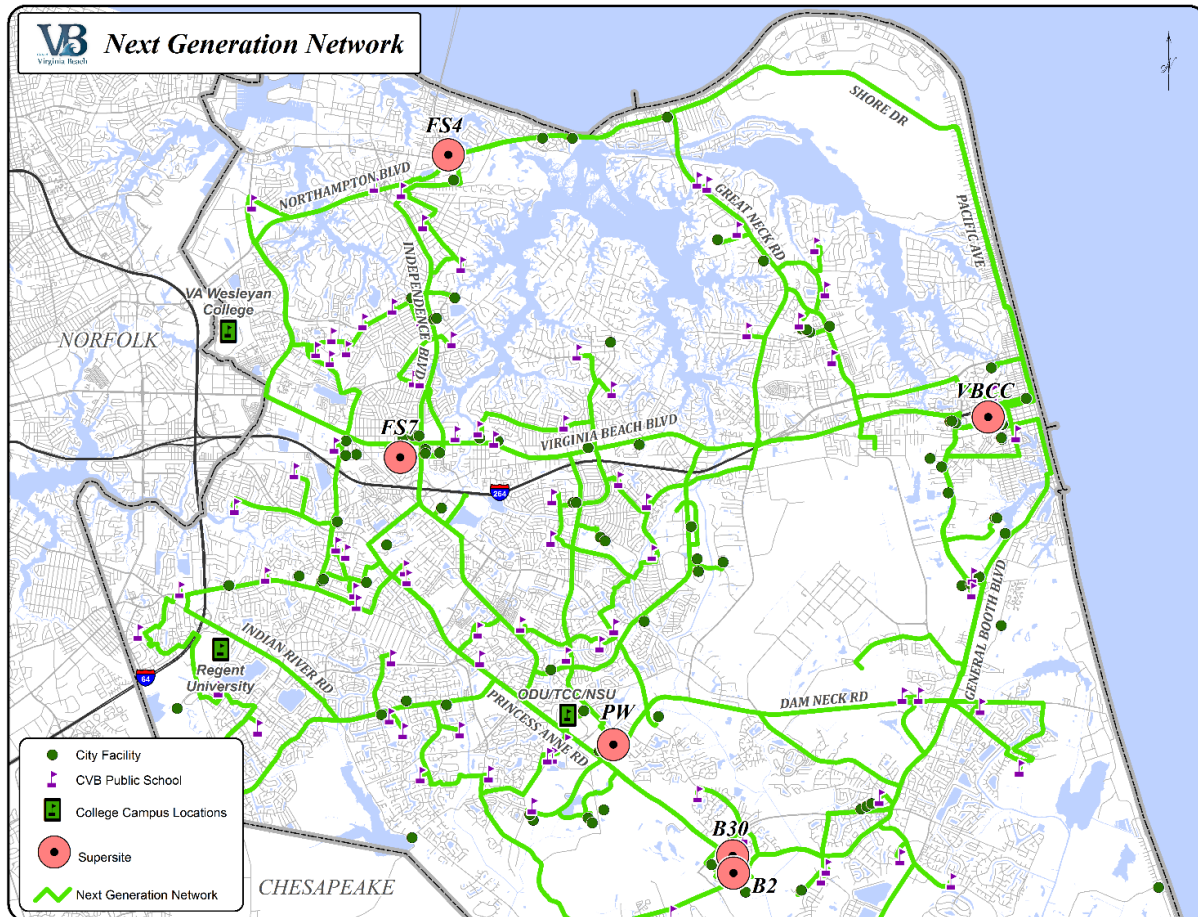 VB
Virginia Beach
Next Generation Network
N
FS4
SHORE DR
NORTHAMPTON BLVD
GREAT NECK RD
PACIFIC AVE
INDEPENDENCE BLVD
VA Wesleyan
College
NORFOLK
VBCC
FS7
VIRGINIA BEACH BLVD
264
GENERAL BOOTH BLVD
INDIAN RIVER RD
Regent
University
64
ODU/TCC/NSU
DAM NECK RD
PW
PRINCESS ANNE RD
City Facility
CVB Public School
College Campus Locations
Supersite
Next Generation Network
B30
B2
CHESAPEAKE